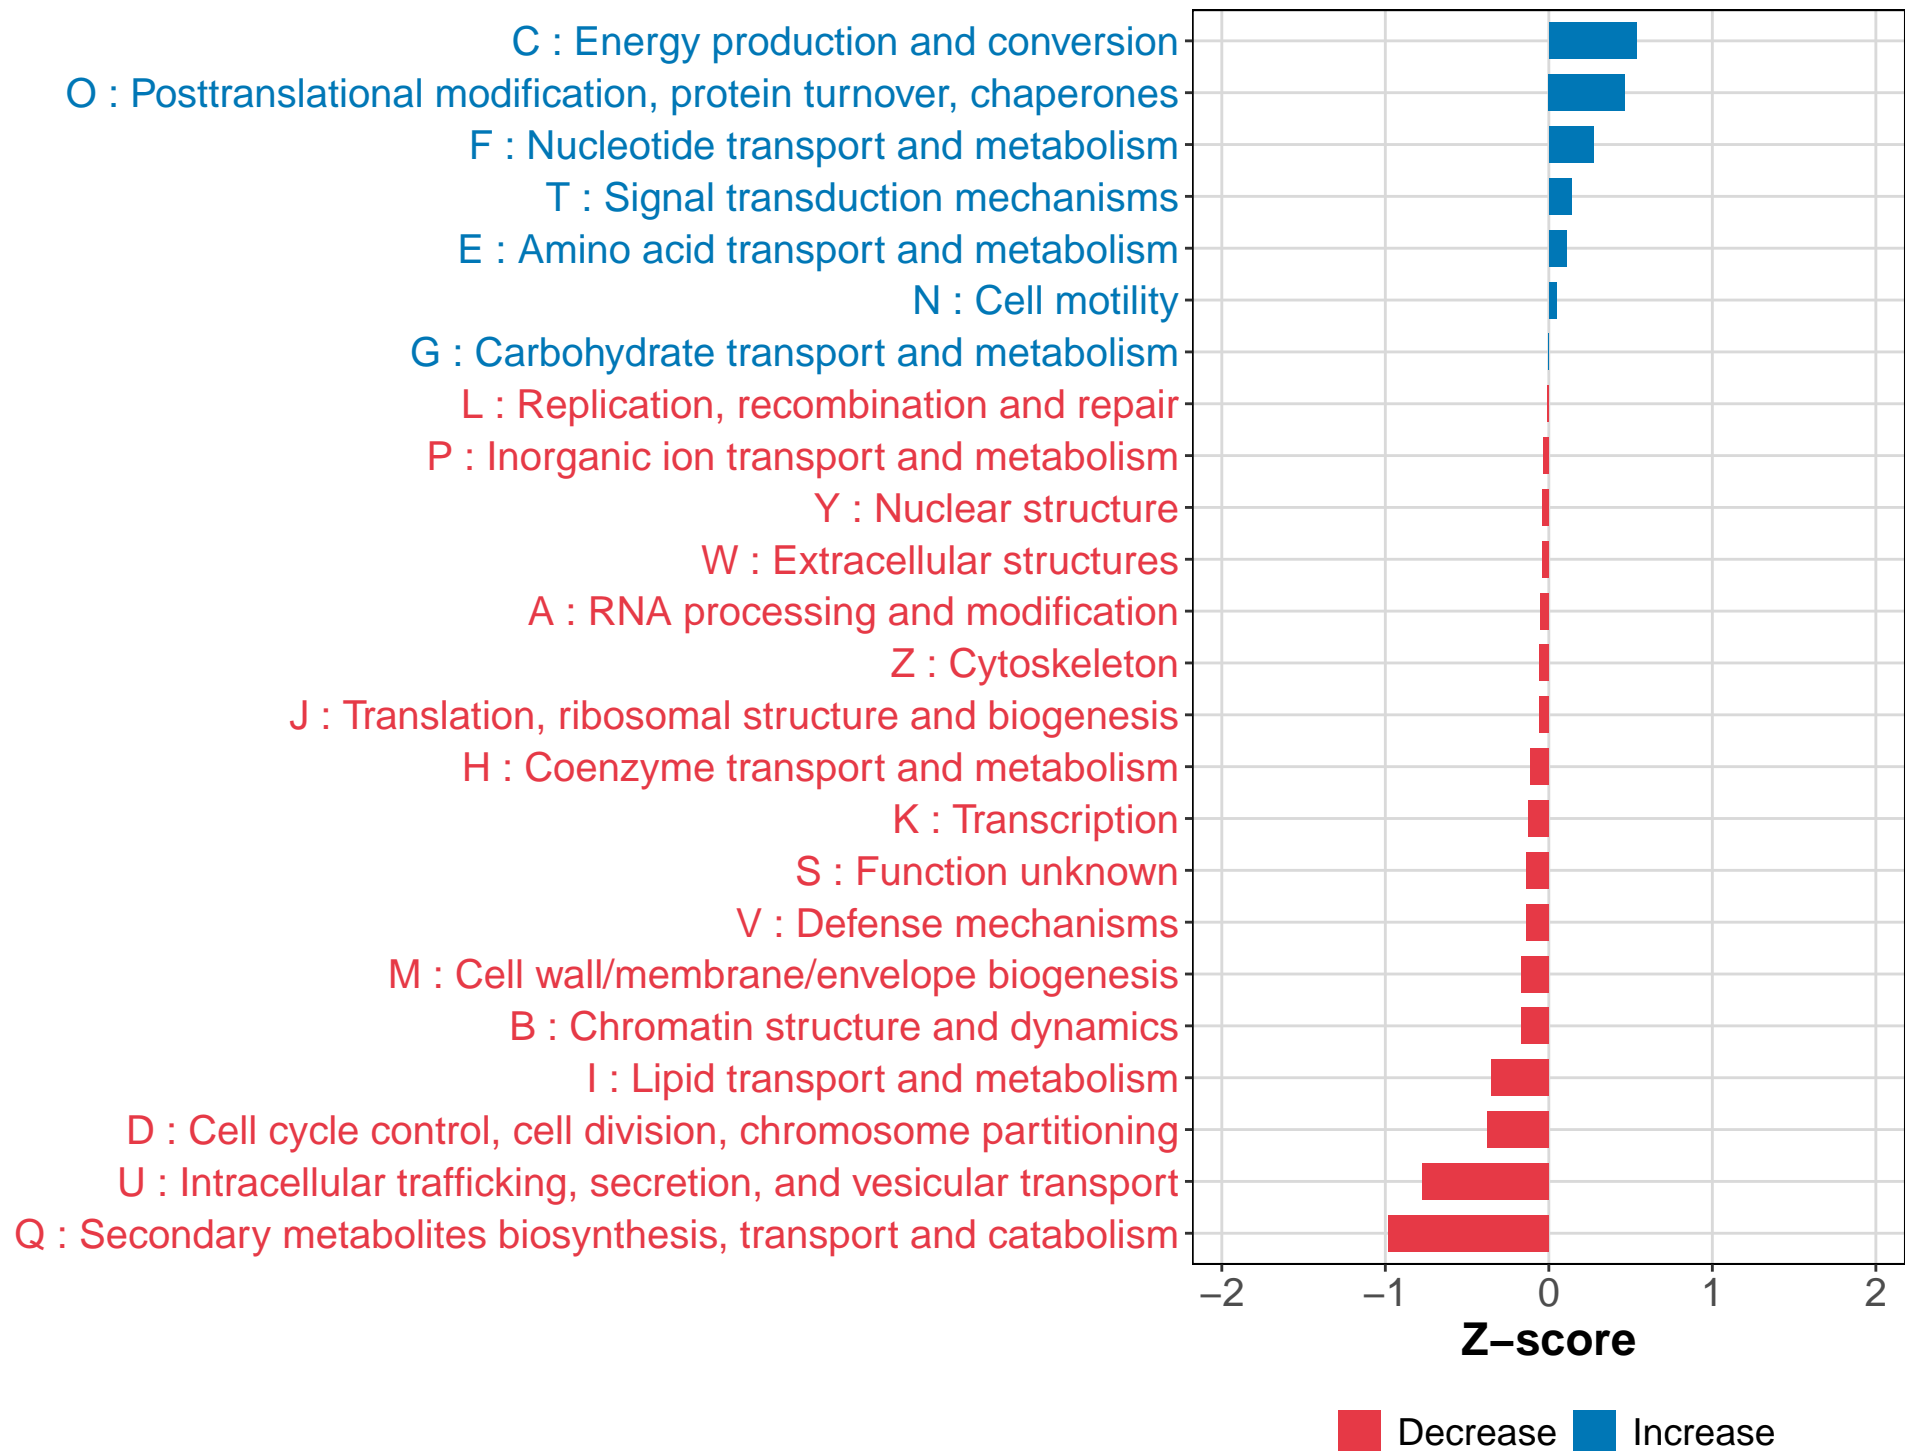 C : Energy production and conversion
O : Posttranslational modification, protein turnover, chaperones
F : Nucleotide transport and metabolism
T : Signal transduction mechanisms
E : Amino acid transport and metabolism
N : Cell motility
G : Carbohydrate transport and metabolism
L : Replication, recombination and repair
P : Inorganic ion transport and metabolism
Y : Nuclear structure
W : Extracellular structures
A : RNA processing and modification
Z : Cytoskeleton
J : Translation, ribosomal structure and biogenesis
H : Coenzyme transport and metabolism
K : Transcription
S : Function unknown
V : Defense mechanisms
M : Cell wall/membrane/envelope biogenesis
B : Chromatin structure and dynamics
I : Lipid transport and metabolism
D : Cell cycle control, cell division, chromosome partitioning
U : Intracellular trafficking, secretion, and vesicular transport
Q : Secondary metabolites biosynthesis, transport and catabolism
−2 −1 0 1 2
Z−score
Decrease Increase